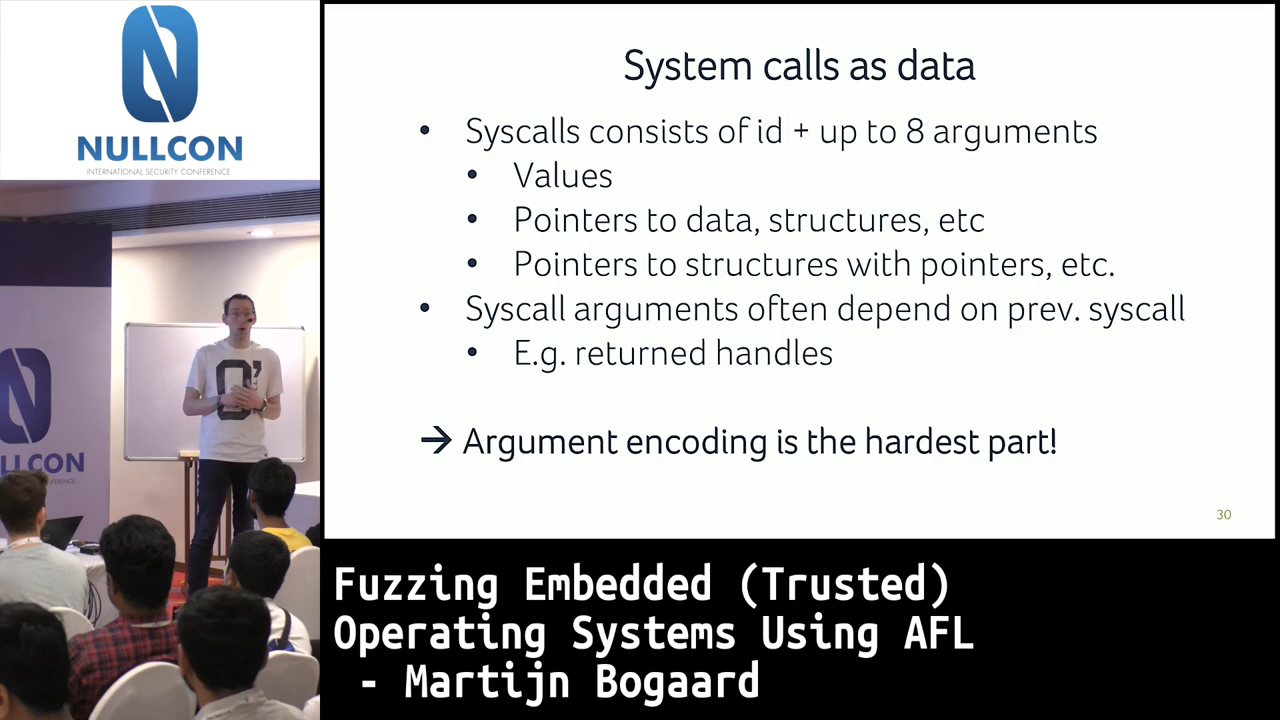 NULLCON
INTERNATIONAL SECURITY CONFERENCE
System calls as data
• Syscalls consists of id + up to 8 arguments
• Values
• Pointers to data, structures, etc
• Pointers to structures with pointers, etc.
• Syscall arguments often depend on prev. syscall
• E.g. returned handles
→ Argument encoding is the hardest part!
30
LLCON
Fuzzing Embedded (Trusted)
Operating Systems Using AFL
- Martijn Bogaard